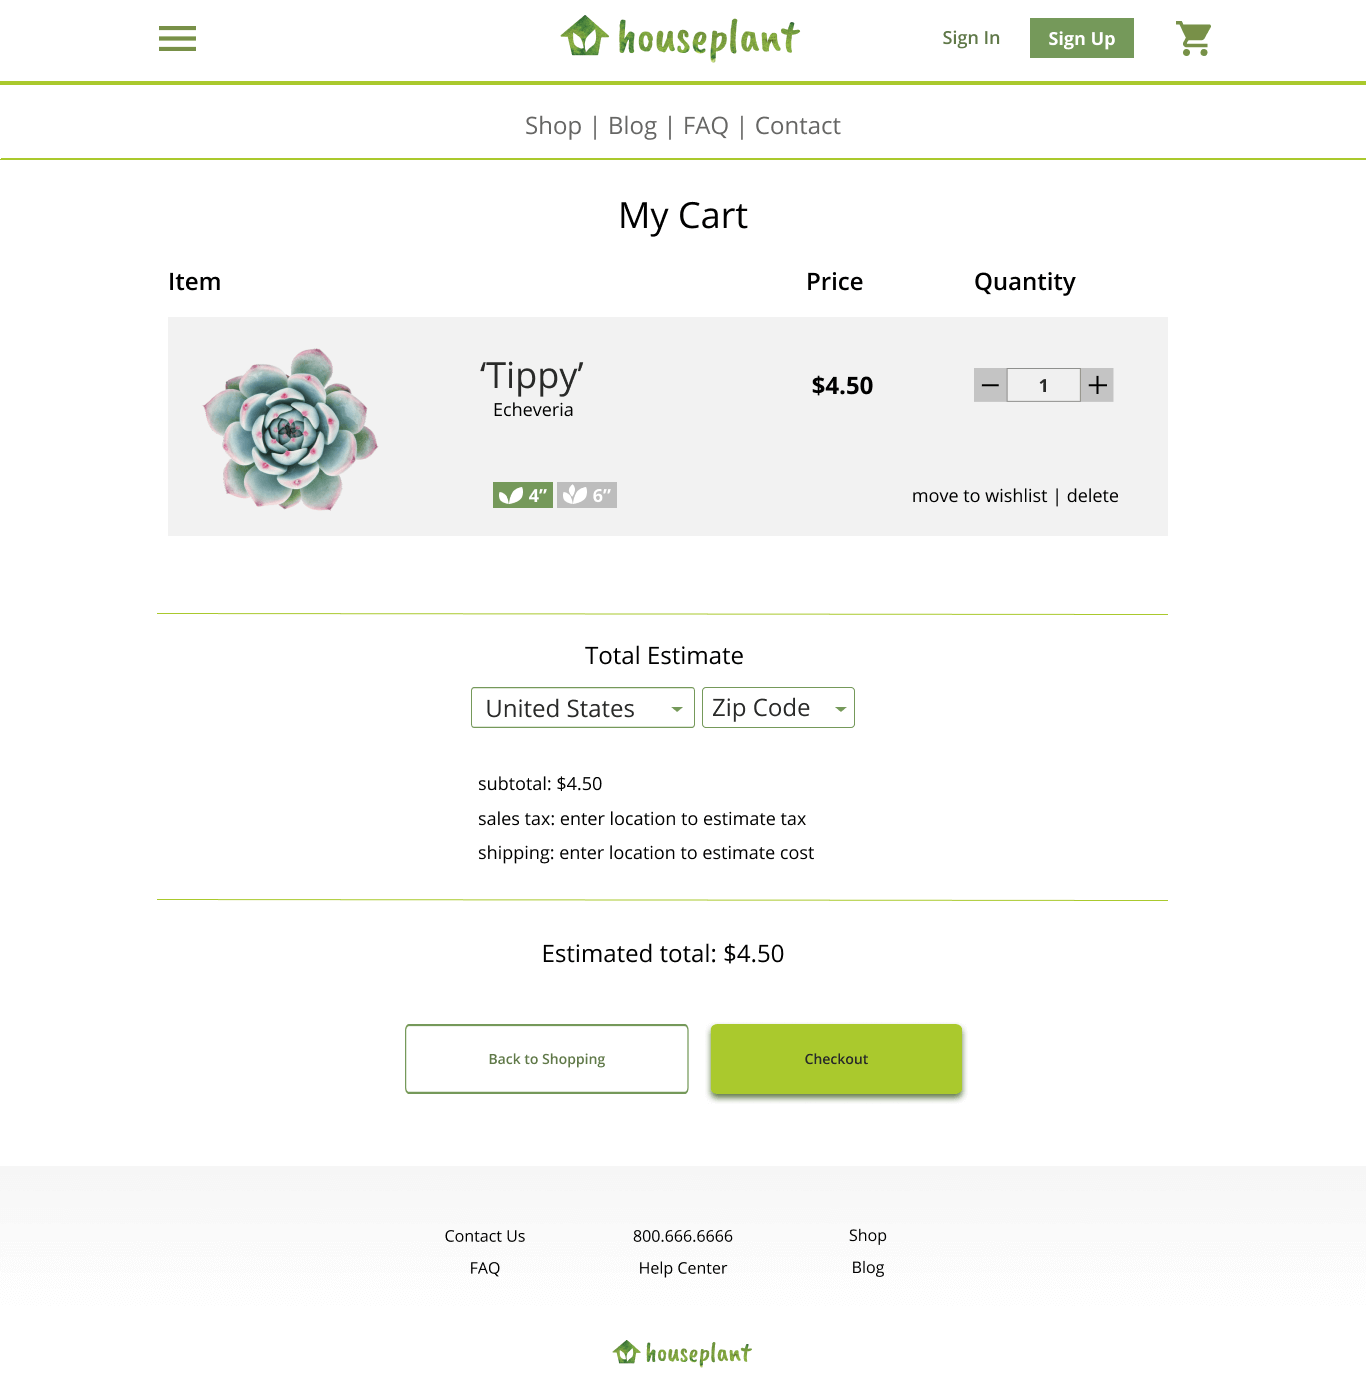 houseplant
Sign In
Sign Up
Shop | Blog | FAQ | Contact
My Cart
Item
Price
Quantity
‘Tippy’
Echeveria
$4.50
1
4”
6”
move to wishlist | delete
Total Estimate
United States
Zip Code
subtotal: $4.50
sales tax: enter location to estimate tax
shipping: enter location to estimate cost
Estimated total: $4.50
Back to Shopping
Checkout
Contact Us
800.666.6666
Shop
FAQ
Help Center
Blog
houseplant